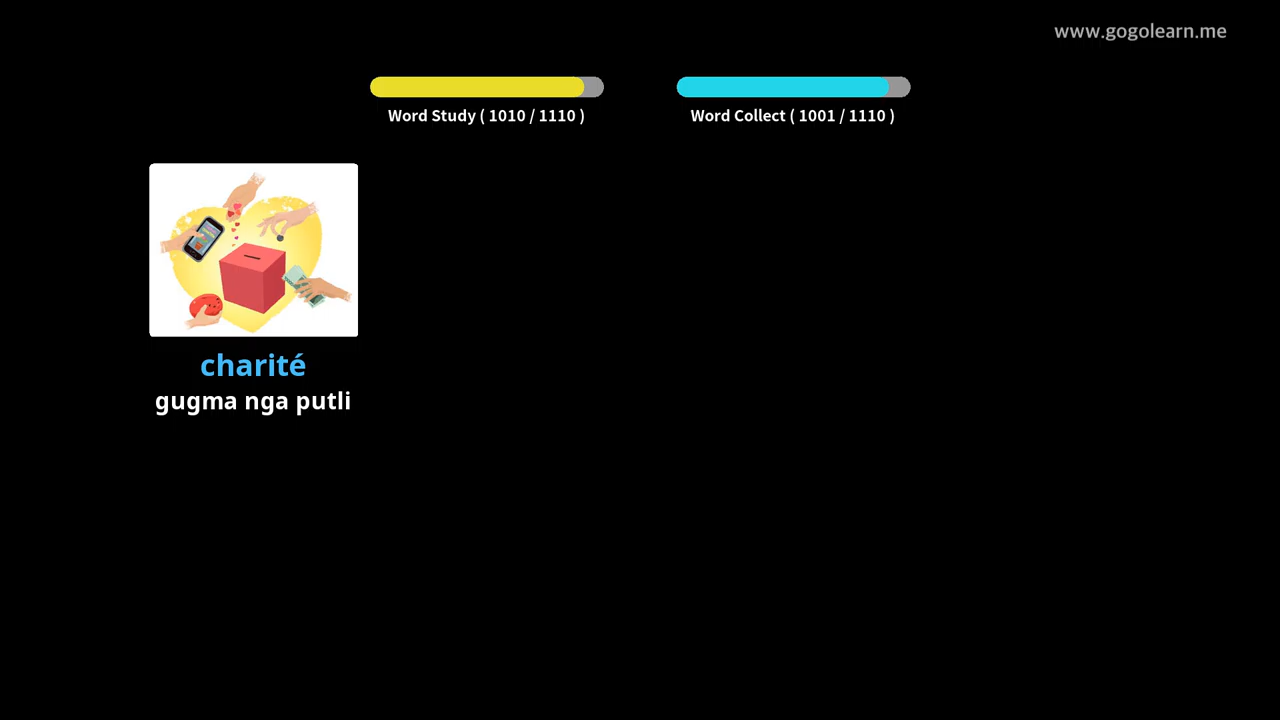 www.gogolearn.me
Word Study ( 1010 / 1110 )
Word Collect ( 1001 / 1110 )
charité
gugma nga putli